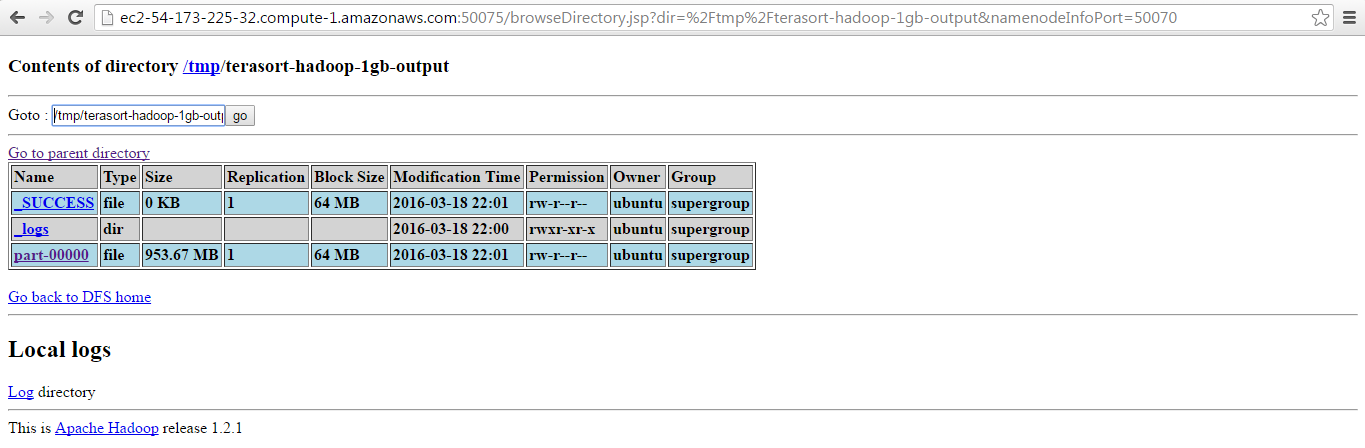 ec2-54-173-225-32.compute-1.amazonaws.com:50075/browseDirectory.jsp?dir=%2Ftmp%2Fterasort-hadoop-1gb-output&namenodeInfoPort=50070
Contents of directory /tmp/terasort-hadoop-1gb-output
Goto : /tmp/terasort-hadoop-1gb-outp go
Go to parent directory
Name Type Size Replication Block Size Modification Time Permission Owner Group
_SUCCESS file 0 KB 1 64 MB 2016-03-18 22:01 rw-r--r-- ubuntu supergroup
_logs dir 2016-03-18 22:00 rwxr-xr-x ubuntu supergroup
part-00000 file 953.67 MB 1 64 MB 2016-03-18 22:01 rw-r--r-- ubuntu supergroup
Go back to DFS home
Local logs
Log directory
This is Apache Hadoop release 1.2.1